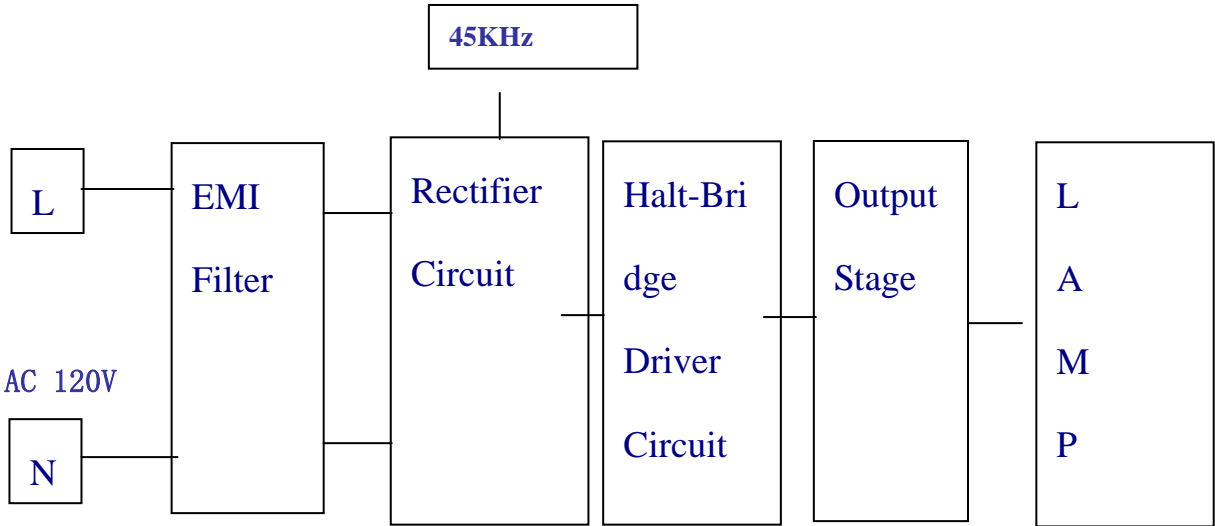 45KHz
L
EMI
Filter
Rectifier
Circuit
Halt-Bri
dge
Driver
Circuit
Output
Stage
L
A
M
P
AC 120V
N